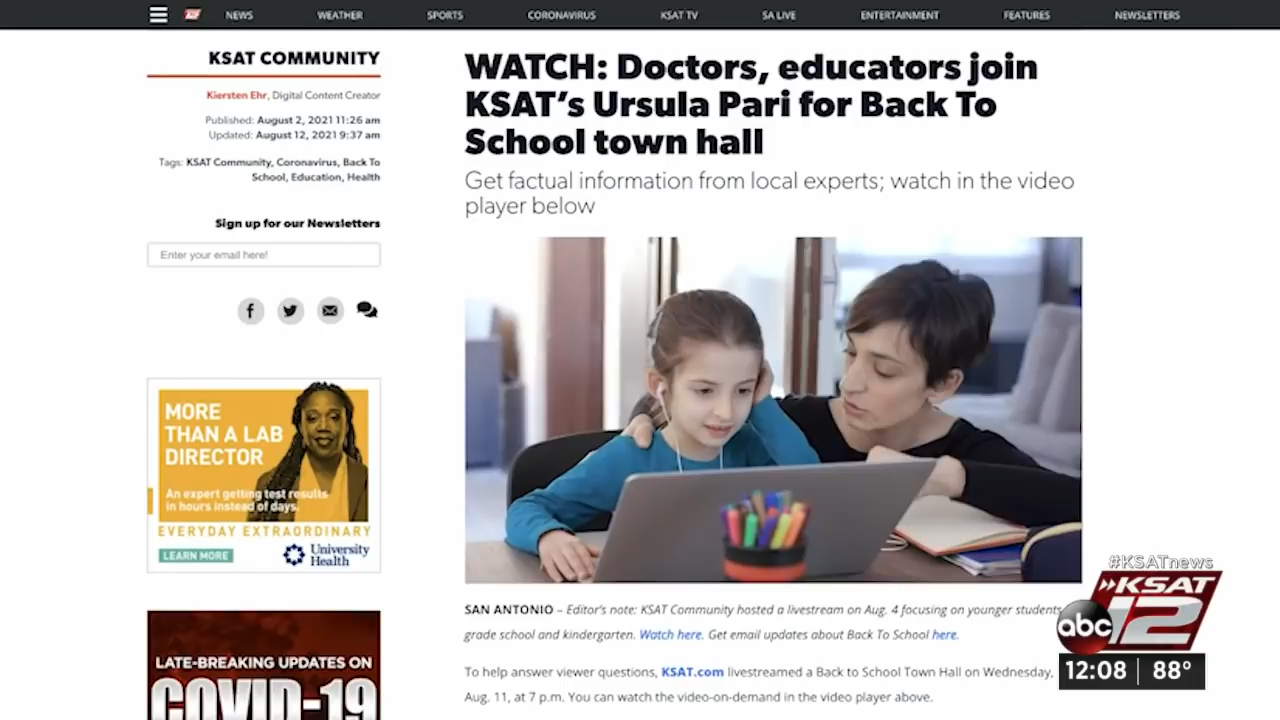 12
NEWS
WEATHER
SPORTS
CORONAVIRUS
KSAT TV
SA LIVE
ENTERTAINMENT
FEATURES
NEWSLETTERS
KSAT COMMUNITY
Kiersten Ehr, Digital Content Creator
Published: August 2, 2021 11:26 am
Updated: August 12, 2021 9:37 am
Tags: KSAT Community, Coronavirus, Back To
School, Education, Health
Sign up for our Newsletters
Enter your email here!
MORE
THAN A LAB
DIRECTOR
An expert getting test results
in hours instead of days.
EVERYDAY EXTRAORDINARY
LEARN MORE
University
Health
LATE-BREAKING UPDATES ON
COVID-19
WATCH: Doctors, educators join
KSAT's Ursula Pari for Back To
School town hall
Get factual information from local experts; watch in the video
player below
SAN ANTONIO – Editor's note: KSAT Community hosted a livestream on Aug. 4 focusing on younger students
grade school and kindergarten. Watch here. Get email updates about Back To School here.
To help answer viewer questions, KSAT.com livestreamed a Back to School Town Hall on Wednesday,
Aug. 11, at 7 p.m. You can watch the video-on-demand in the video player above.
#KSATnews
KSAT
abc 12
12:08 88°